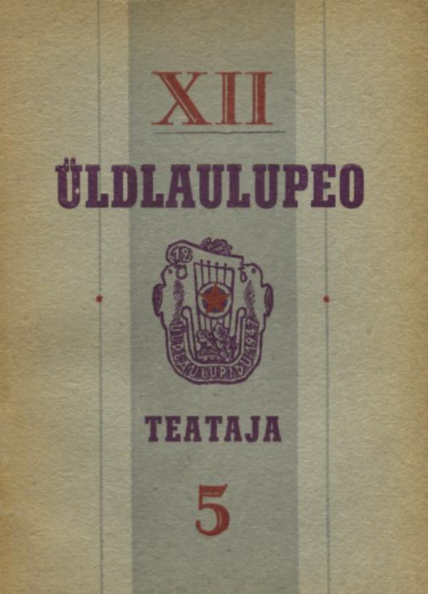 XII
ÜLDLAULUPEO
12
ÜLDLAULUPIDU 1947
TEATAJA
5